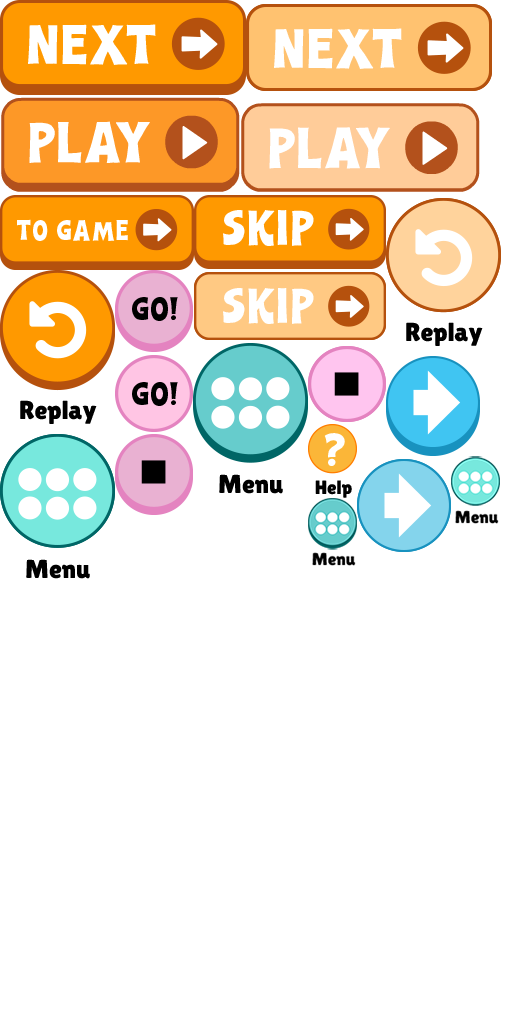 NEXT
NEXT
PLAY
PLAY
TO GAME
SKIP
Replay
GO!
SKIP
Replay
GO!
Menu
?
Help
Menu
Menu
Menu